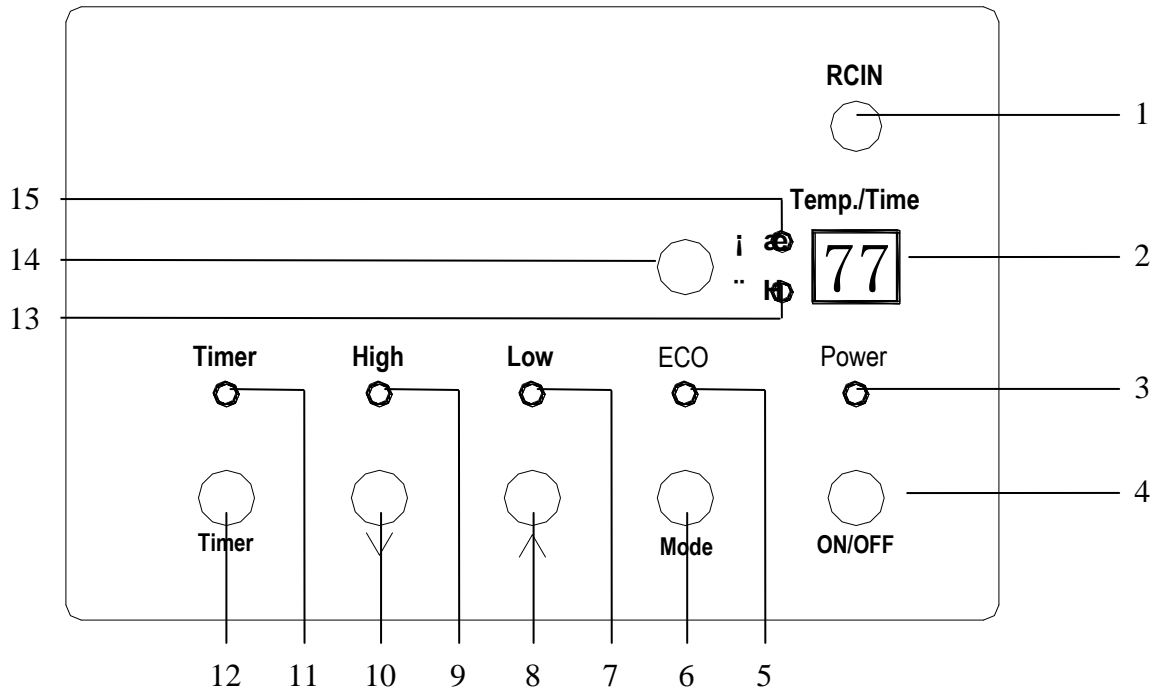 RCIN
1
15 Temp./Time
¡ æ
14 77 2
¨ H
13
Timer High Low ECO Power
3
4
Timer Mode ON/OFF
12 11 10 9 8 7 6 5